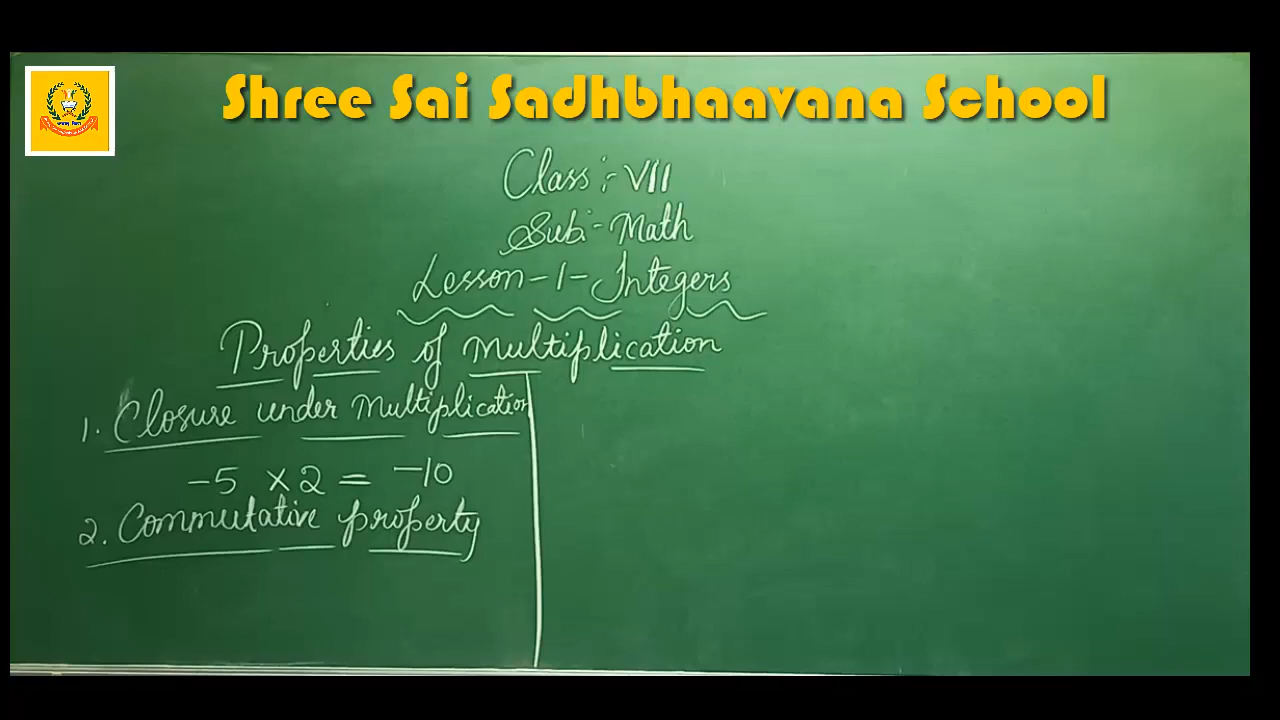 Shree Sai Sadhbhaavana School
Class :- VII
Sub:- Math
Lesson-1- Integers
Properties of Multiplication
1. Closure under Multiplication
-5 × 2 = -10
2. Commutative property